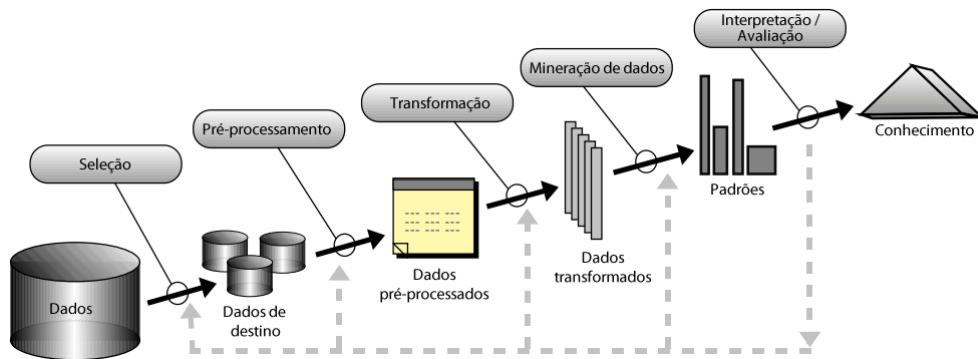 Interpretação /
Avaliação
Mineração de dados
Transformação
Conhecimento
Pré-processamento
Seleção
Padrões
Dados
transformados
Dados
pré-processados
Dados
Dados de
destino